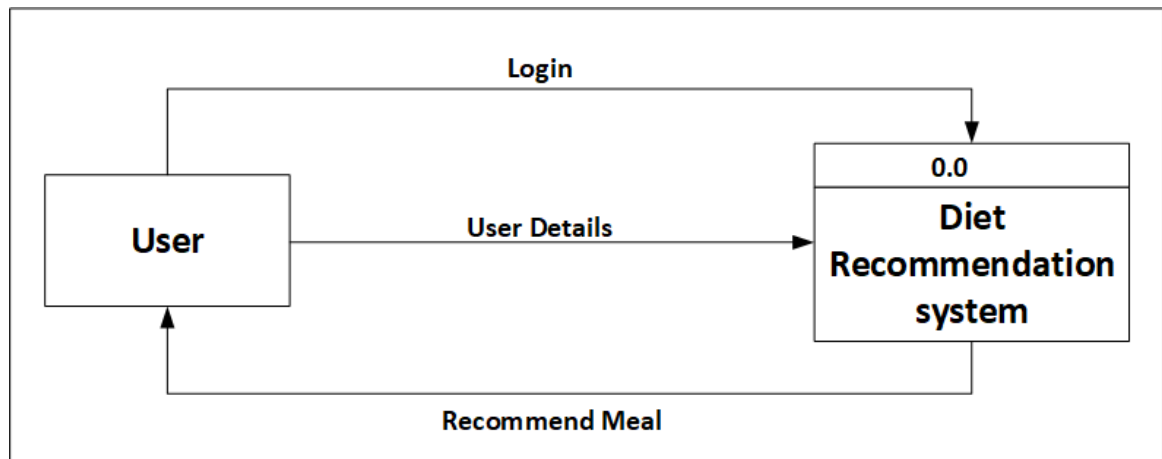 Login
0.0
User
User Details
Diet
Recommendation
system
Recommend Meal